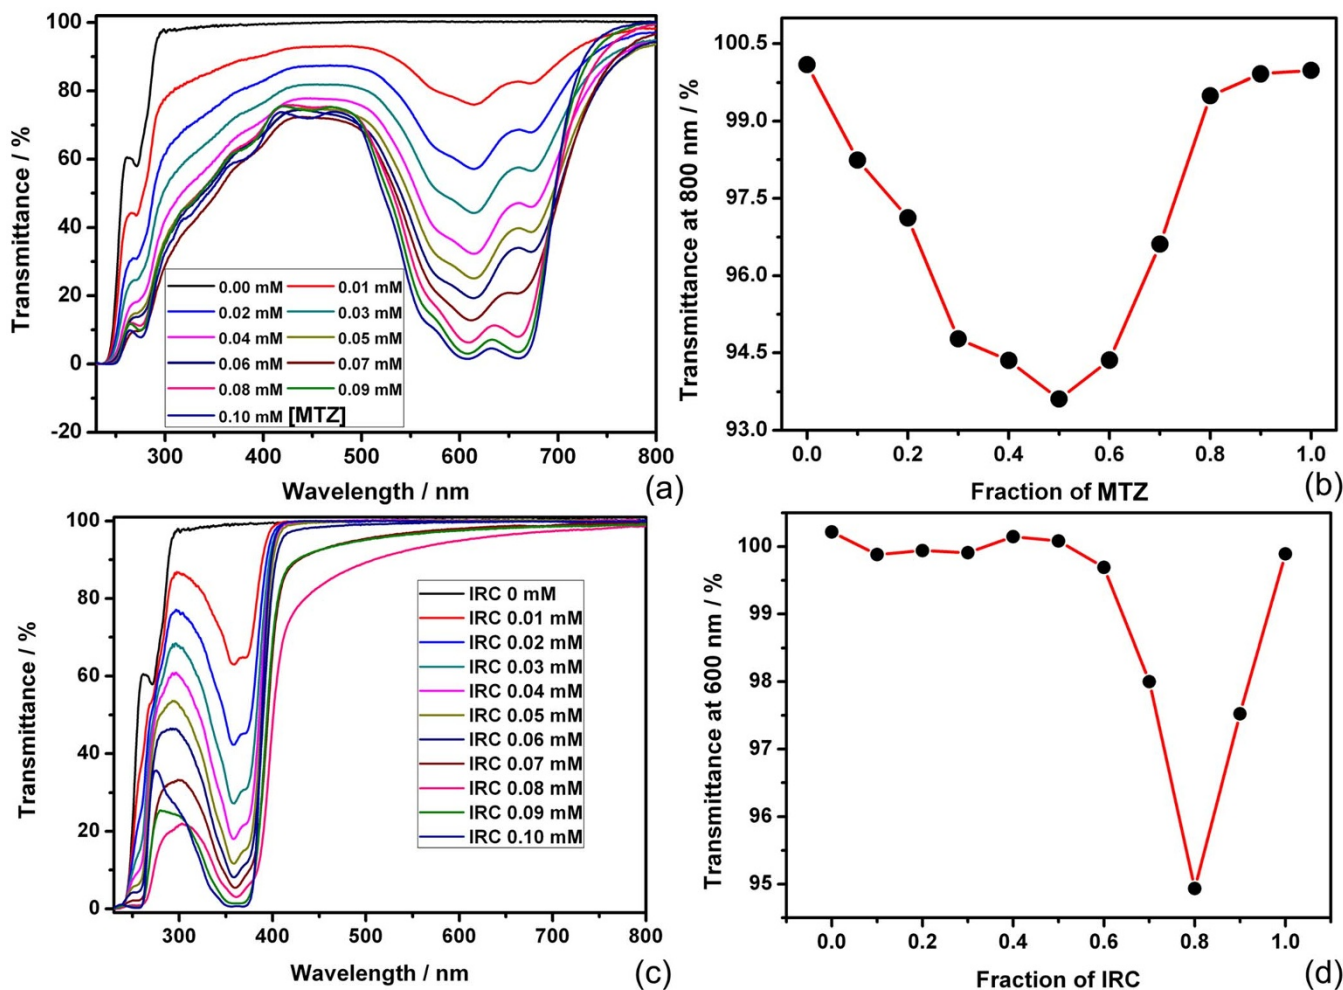 100
80
60
40
20
0
-20
Transmittance / %
0.00 mM 0.01 mM
0.02 mM 0.03 mM
0.04 mM 0.05 mM
0.06 mM 0.07 mM
0.08 mM 0.09 mM
0.10 mM [MTZ]
300 400 500 600 700 800
Wavelength / nm
(a)
100.5
99.0
97.5
96.0
94.5
93.0
Transmittance at 800 nm / %
0.0 0.2 0.4 0.6 0.8 1.0
Fraction of MTZ
(b)
100
80
60
40
20
0
Transmittance / %
IRC 0 mM
IRC 0.01 mM
IRC 0.02 mM
IRC 0.03 mM
IRC 0.04 mM
IRC 0.05 mM
IRC 0.06 mM
IRC 0.07 mM
IRC 0.08 mM
IRC 0.09 mM
IRC 0.10 mM
300 400 500 600 700 800
Wavelength / nm
(c)
100
99
98
97
96
95
Transmittance at 600 nm / %
0.0 0.2 0.4 0.6 0.8 1.0
Fraction of IRC
(d)